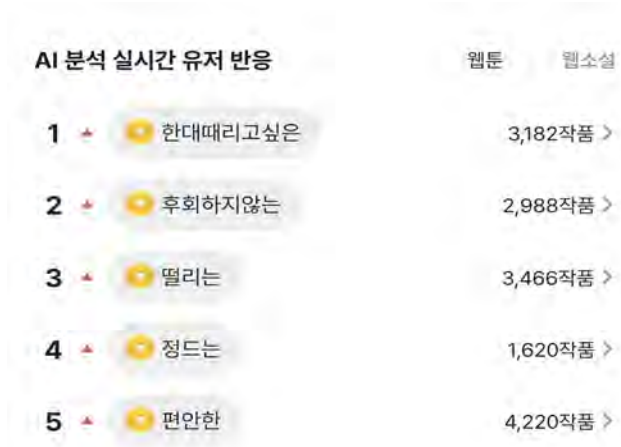 AI 분석 실시간 유저 반응 웹툰 웹소설
1 한대때리고싶은 3,182작품 >
2 후회하지않는 2,988작품 >
3 떨리는 3,466작품 >
4 정드는 1,620작품 >
5 편안한 4,220작품 >